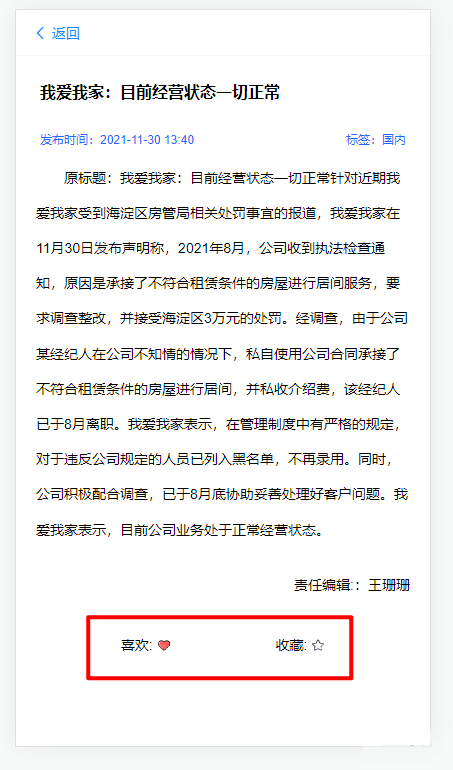 返回
我爱我家：目前经营状态一切正常
发布时间：2021-11-30 13:40 标签：国内
原标题：我爱我家：目前经营状态一切正常针对近期我
爱我家受到海淀区房管局相关处罚事宜的报道，我爱我家在
11月30日发布声明称，2021年8月，公司收到执法检查通
知，原因是承接了不符合租赁条件的房屋进行居间服务，要
求调查整改，并接受海淀区3万元的处罚。经调查，由于公司
某经纪人在公司不知情的情况下，私自使用公司合同承接了
不符合租赁条件的房屋进行居间，并私收介绍费，该经纪人
已于8月离职。我爱我家表示，在管理制度中有严格的规定，
对于违反公司规定的人员已列入黑名单，不再录用。同时，
公司积极配合调查，已于8月底协助妥善处理好客户问题。我
爱我家表示，目前公司业务处于正常经营状态。
责任编辑:：王珊珊
喜欢: 收藏: